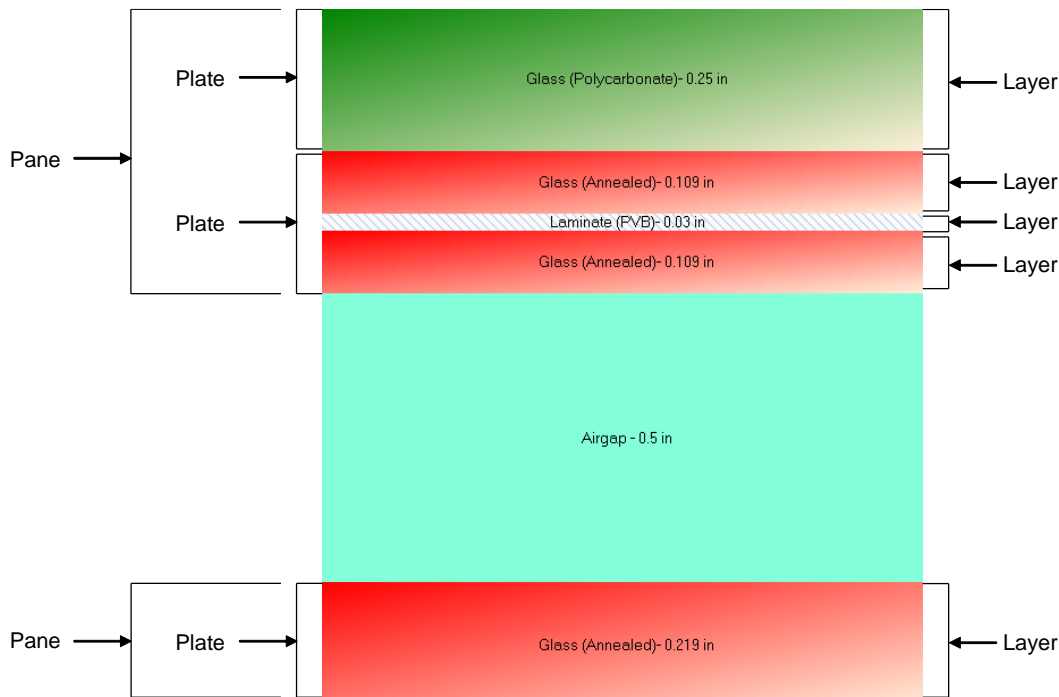 Glass (Polycarbonate)- 0.25 in
Plate
Layer
Pane
Glass (Annealed)- 0.109 in
Layer
Plate
Laminate (PVB)- 0.03 in
Layer
Glass (Annealed)- 0.109 in
Layer
Airgap - 0.5 in
Pane
Plate
Glass (Annealed)- 0.219 in
Layer